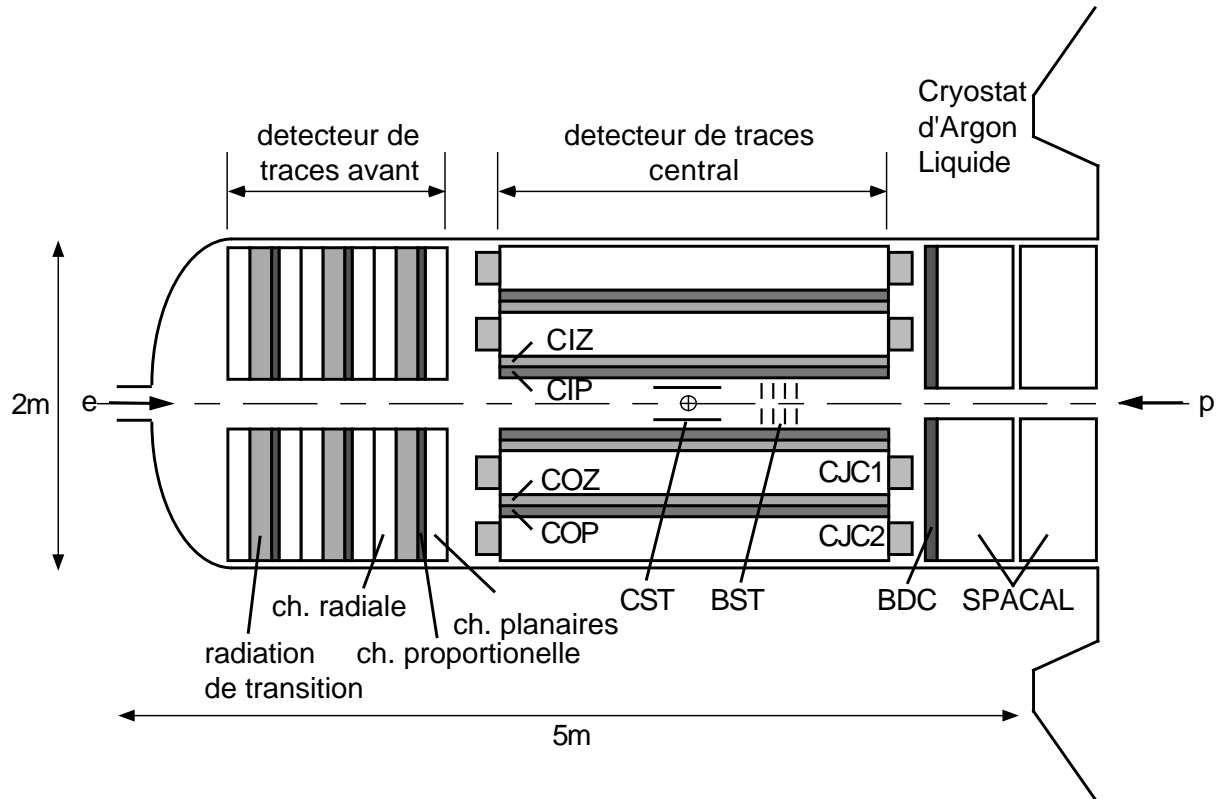 Cryostat
d'Argon
Liquide
detecteur de
traces avant
detecteur de traces
central
CIZ
CIP
2m
e
p
COZ
COP
CJC1
CJC2
CST
BST
BDC
SPACAL
ch. radiale
ch. planaires
radiation
de transition
ch. proportionelle
5m